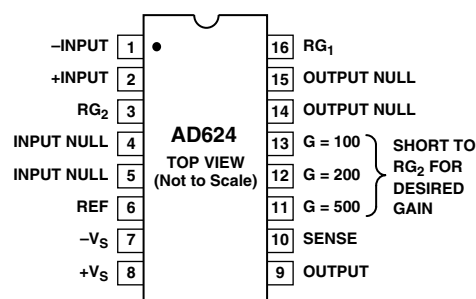 –INPUT 1
+INPUT 2
RG2 3
INPUT NULL 4
INPUT NULL 5
REF 6
–VS 7
+VS 8
AD624
TOP VIEW
(Not to Scale)
16 RG1
15 OUTPUT NULL
14 OUTPUT NULL
13 G = 100
12 G = 200
11 G = 500
10 SENSE
9 OUTPUT
SHORT TO
RG2 FOR
DESIRED
GAIN